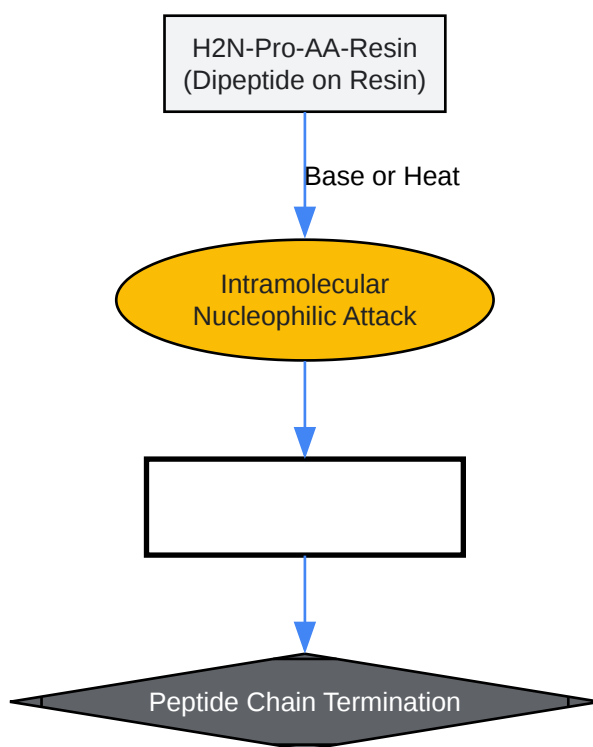 H2N-Pro-AA-Resin
(Dipeptide on Resin)
Base or Heat
Intramolecular
Nucleophilic Attack
Peptide Chain Termination